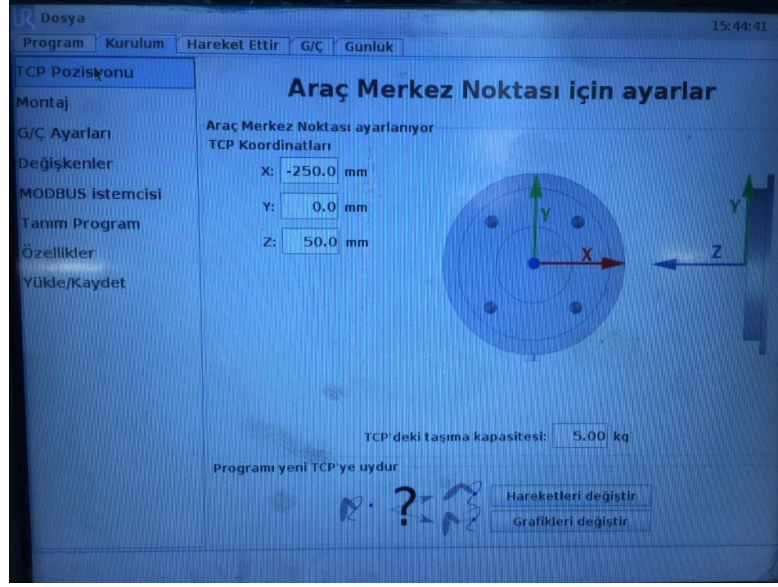 UR Dosya
15:44:41
Program Kurulum Hareket Ettir G/Ç Günlük
TCP Pozisyonu
Montaj
G/Ç Ayarları
Değişkenler
MODBUS istemcisi
Tanım Program
Özellikler
Yükle/Kaydet
Araç Merkez Noktası için ayarlar
Araç Merkez Noktası ayarlanıyor
TCP Koordinatları
X: -250.0 mm
Y: 0.0 mm
Z: 50.0 mm
Y
X
Y
Z
TCP'deki taşıma kapasitesi: 5.00 kg
Programı yeni TCP'ye uydur
?
Hareketleri değiştir
Grafikleri değiştir